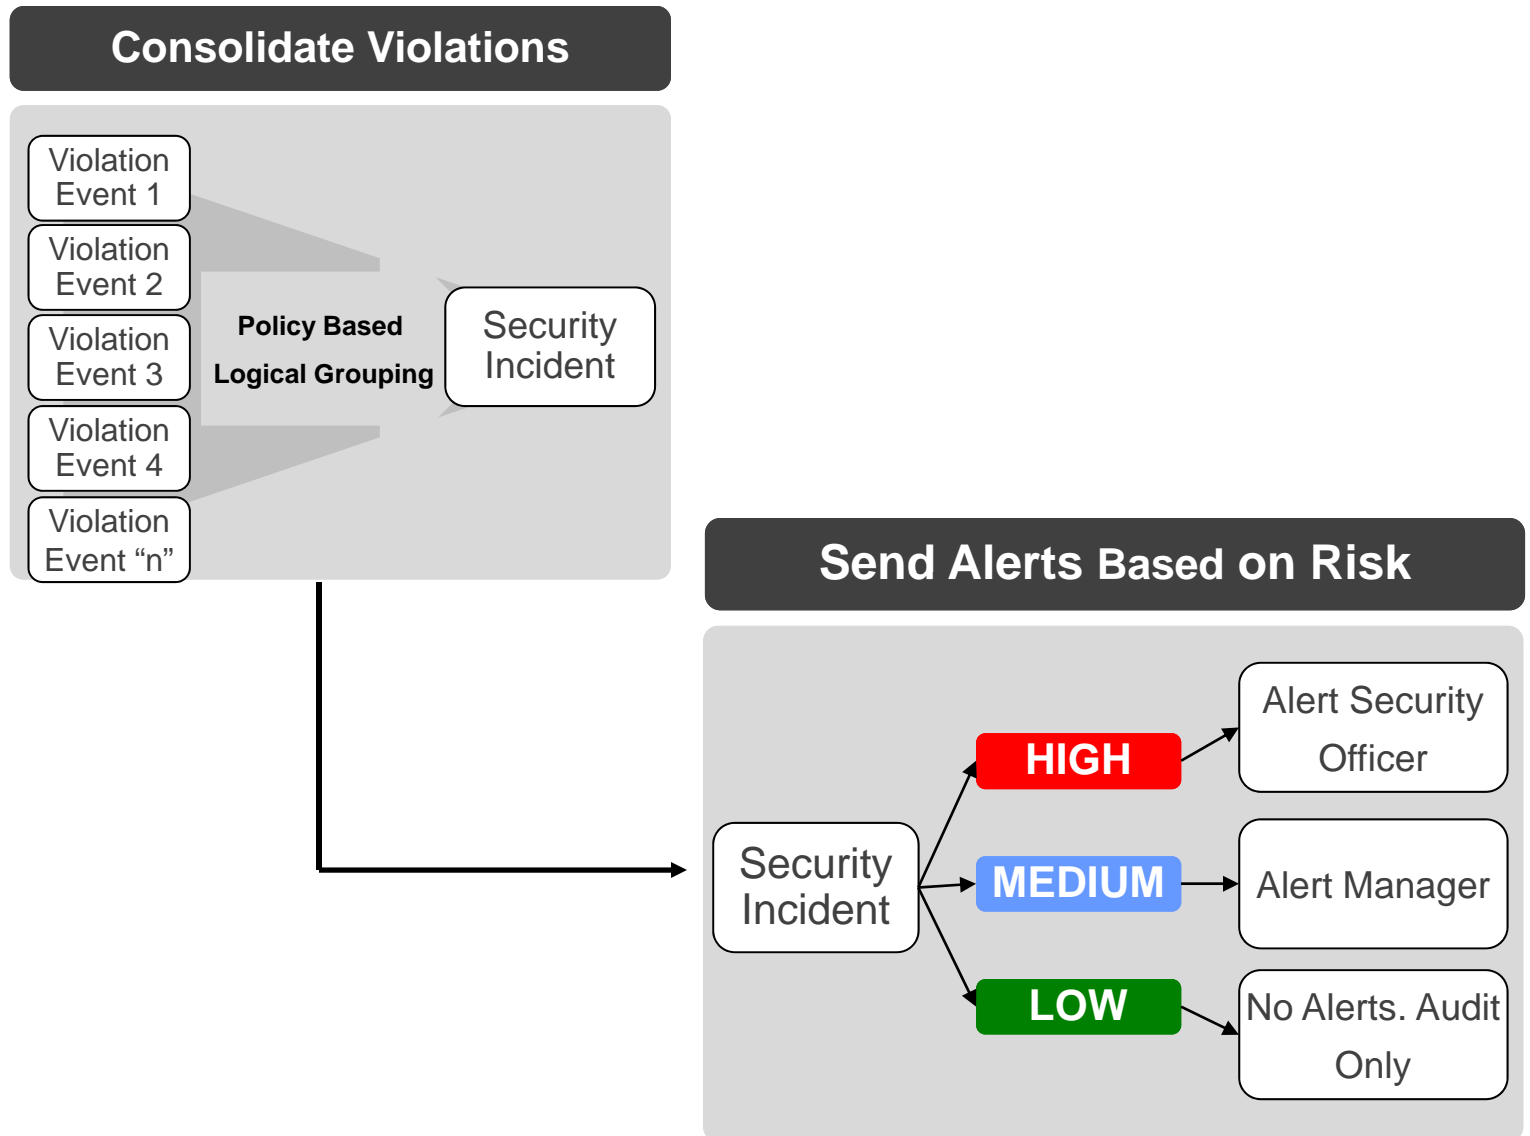 Consolidate Violations
Violation
Event 1
Violation
Event 2
Violation
Event 3
Violation
Event 4
Violation
Event “n”
Policy Based
Logical Grouping
Security
Incident
Send Alerts Based on Risk
Security
Incident
HIGH
MEDIUM
LOW
Alert Security
Officer
Alert Manager
No Alerts. Audit
Only